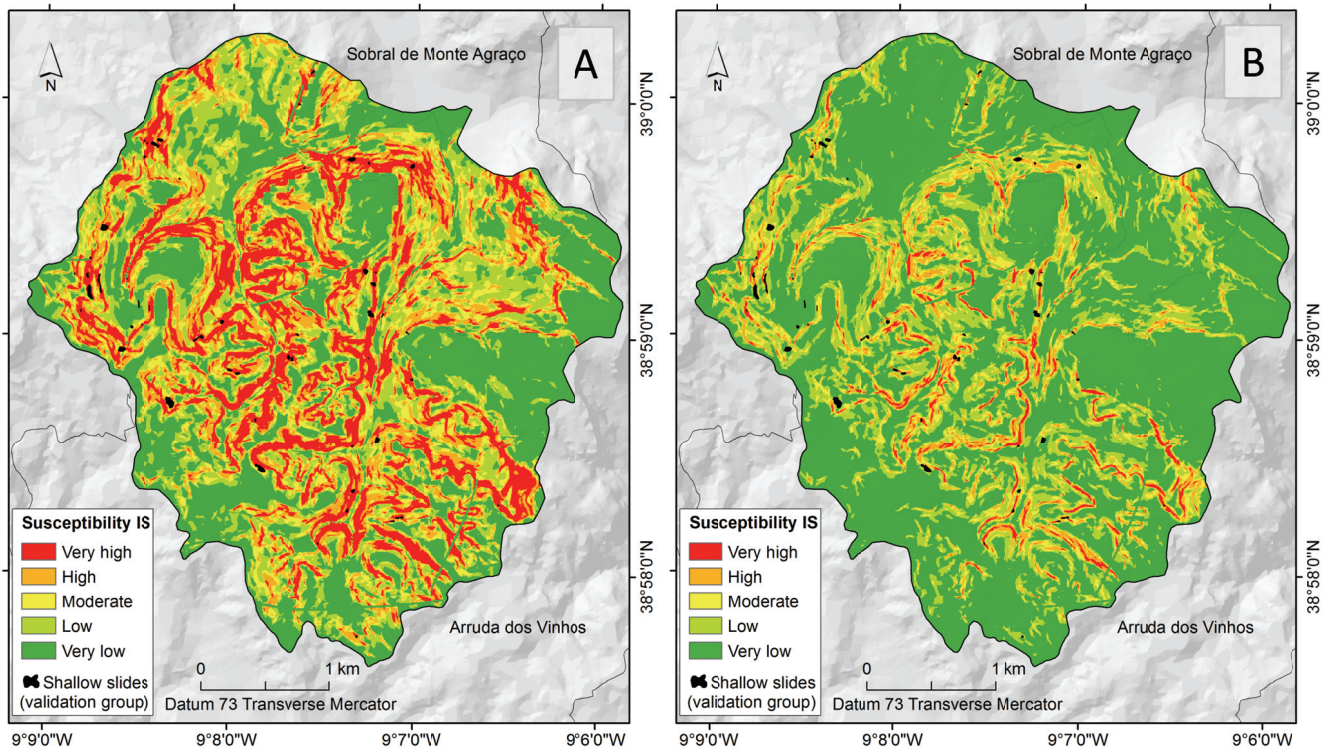 A
Sobral de Monte Agraço
N
39°0'0"N
38°59'0"N
38°58'0"N
Susceptibility IS
Very high
High
Moderate
Low
Very low
Shallow slides
(validation group)
Arruda dos Vinhos
0 1 km
Datum 73 Transverse Mercator
9°9'0"W 9°8'0"W 9°7'0"W 9°6'0"W
B
Sobral de Monte Agraço
N
39°0'0"N
38°59'0"N
38°58'0"N
Susceptibility IS
Very high
High
Moderate
Low
Very low
Shallow slides
(validation group)
Arruda dos Vinhos
0 1 km
Datum 73 Transverse Mercator
9°9'0"W 9°8'0"W 9°7'0"W 9°6'0"W